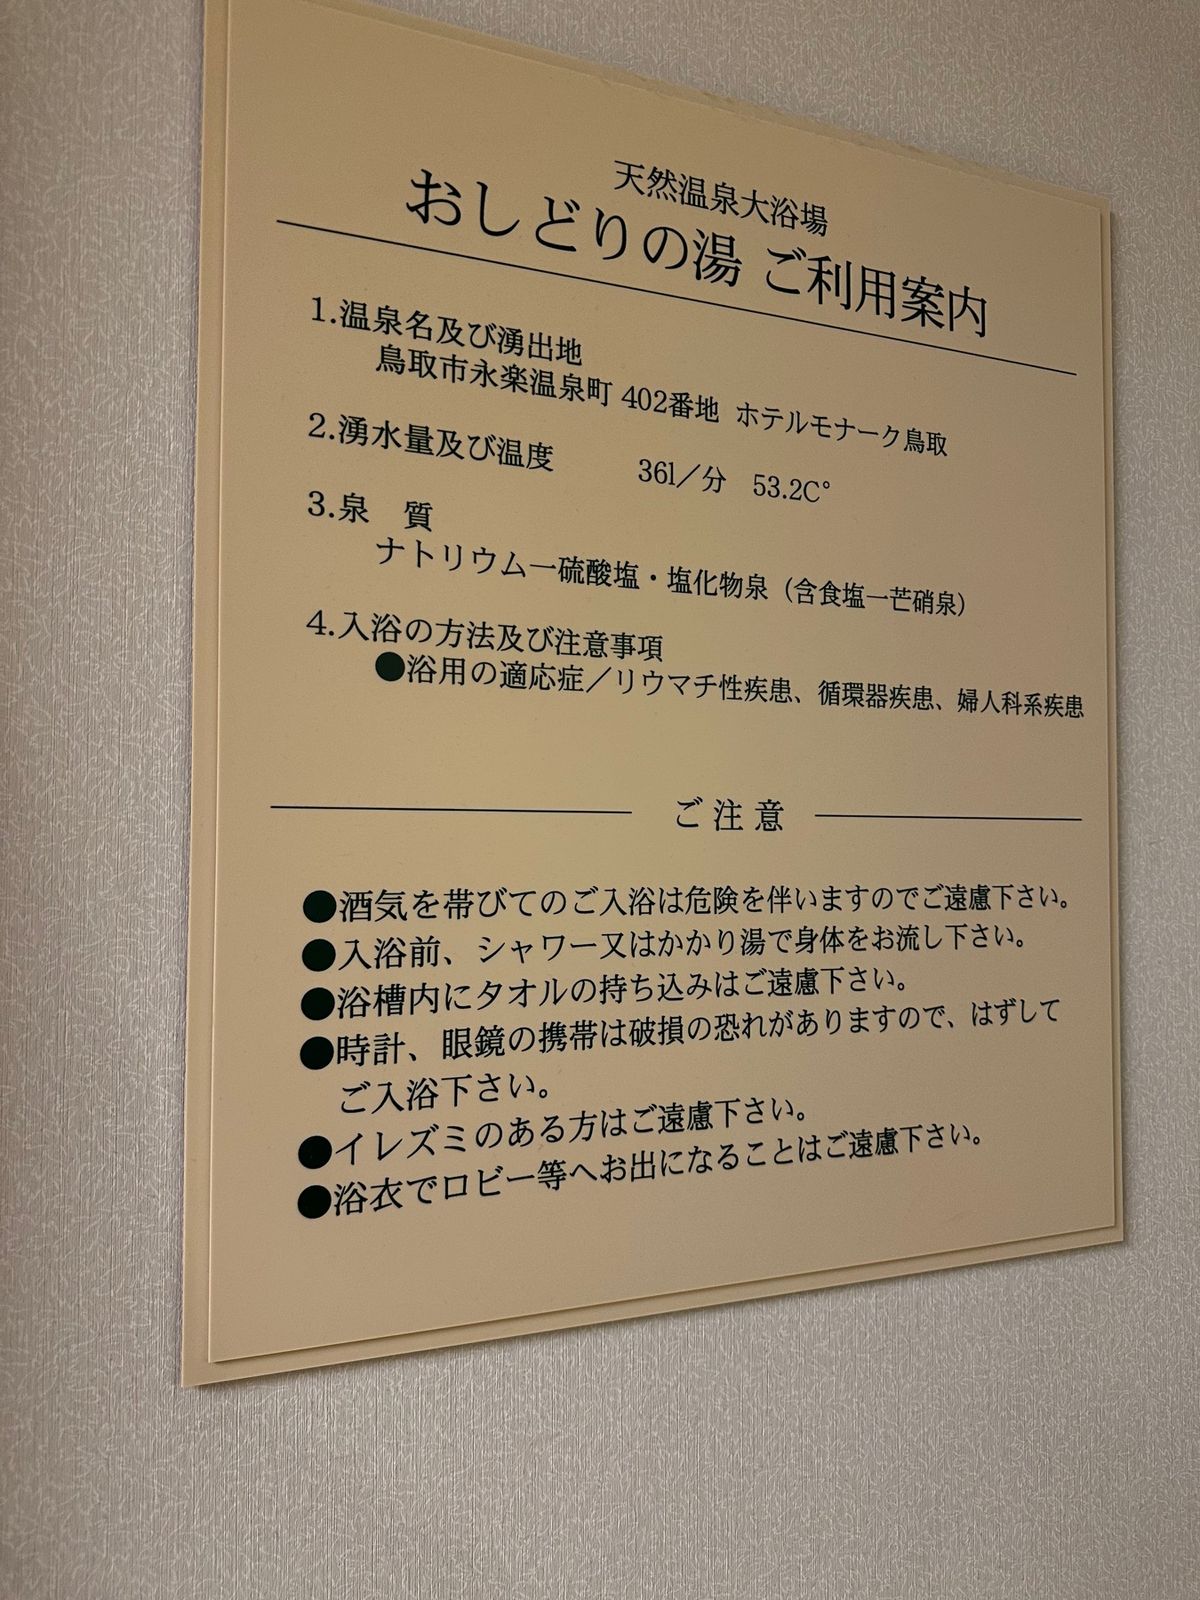 天然温泉大浴場
おしどりの湯 ご利用案内
1.温泉名及び湧出地
鳥取市永楽温泉町 402番地 ホテルモナーク鳥取
2.湧水量及び温度 36l／分 53.2C°
3.泉 質
ナトリウムー硫酸塩・塩化物泉（含食塩一芒硝泉）
4.入浴の方法及び注意事項
●浴用の適応症／リウマチ性疾患、循環器疾患、婦人科系疾患
ご注意
●酒気を帯びてのご入浴は危険を伴いますのでご遠慮下さい。
●入浴前、シャワー又はかかり湯で身体をお流し下さい。
●浴槽内にタオルの持ち込みはご遠慮下さい。
●時計、眼鏡の携帯は破損の恐れがありますので、はずして
ご入浴下さい。
●イレズミのある方はご遠慮下さい。
●浴衣でロビー等へお出になることはご遠慮下さい。